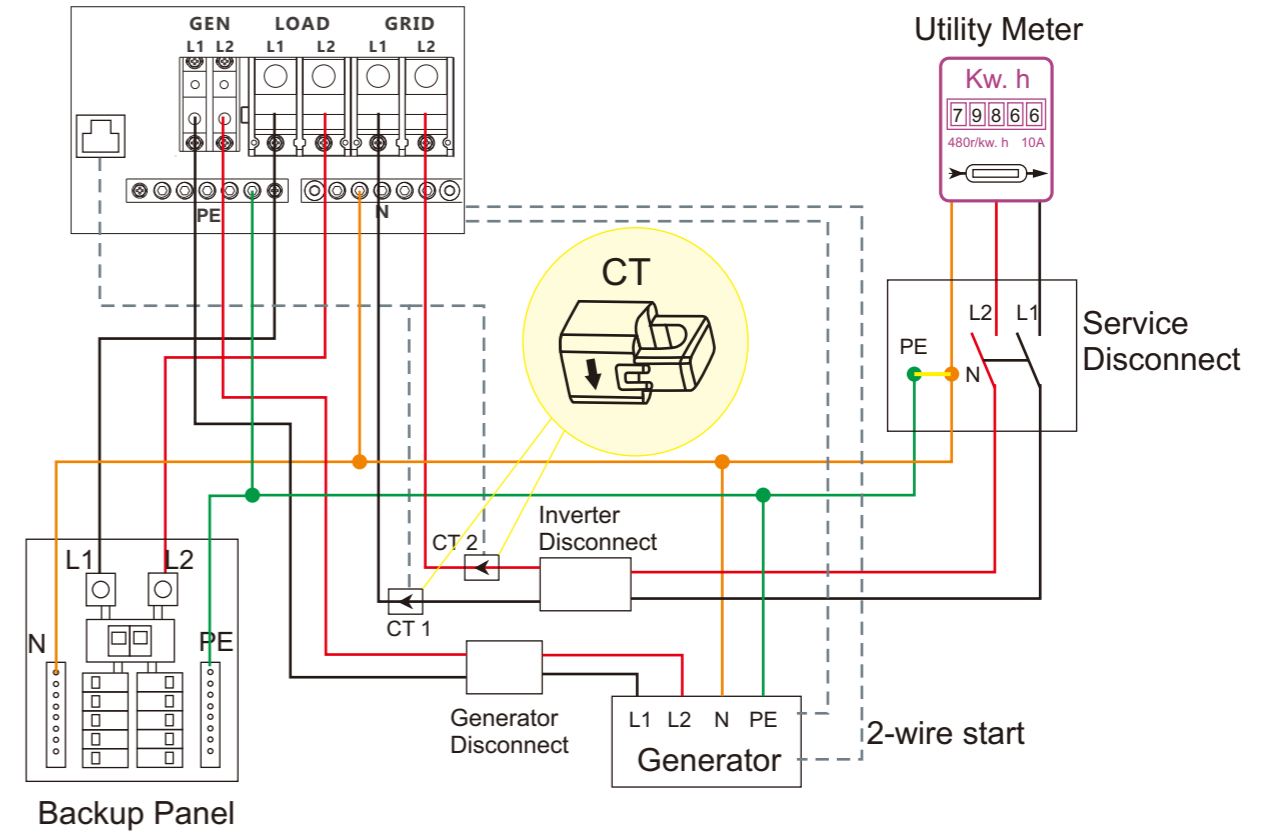 GEN LOAD GRID
L1 L2 L1 L2 L1 L2
PE N
Utility Meter
Kw. h
79866
480r/kw. h 10A
CT
L2 L1
Service
Disconnect
PE
N
Inverter
Disconnect
CT 2
CT 1
L1 L2
N PE
Backup Panel
Generator
Disconnect
L1 L2 N PE
Generator
2-wire start